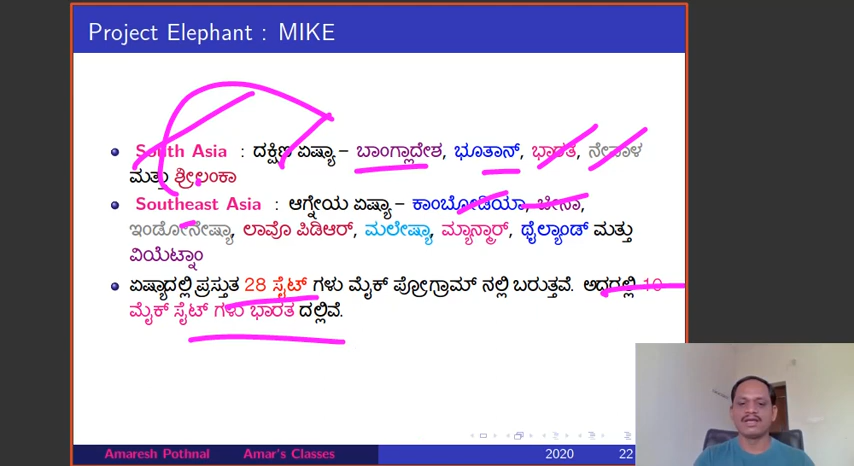 Project Elephant : MIKE
South Asia : ದಕ್ಷಿಣ ಏಷ್ಯಾ – ಬಾಂಗ್ಲಾದೇಶ, ಭೂತಾನ್, ಭಾರತ, ನೇಪಾಳ
ಮತ್ತು ಶ್ರೀಲಂಕಾ
Southeast Asia : ಆಗ್ನೇಯ ಏಷ್ಯಾ – ಕಾಂಬೋಡಿಯಾ, ಚೀನಾ,
ಇಂಡೋನೇಷ್ಯಾ, ಲಾವೊ ಪಿಡಿಆರ್, ಮಲೇಷ್ಯಾ, ಮ್ಯಾನ್ಮಾರ್, ಥೈಲ್ಯಾಂಡ್ ಮತ್ತು
ವಿಯೆಟ್ನಾಂ
ಏಷ್ಯಾದಲ್ಲಿ ಪ್ರಸ್ತುತ 28 ಸೈಟ್ ಗಳು ಮೈಕ್ ಪ್ರೋಗ್ರಾಮ್ ನಲ್ಲಿ ಬರುತ್ತವೆ. ಅದರಲ್ಲಿ 10
ಮೈಕ್ ಸೈಟ್ ಗಳು ಭಾರತ ದಲ್ಲಿವೆ.
Amaresh Pothnal Amar's Classes 2020 22